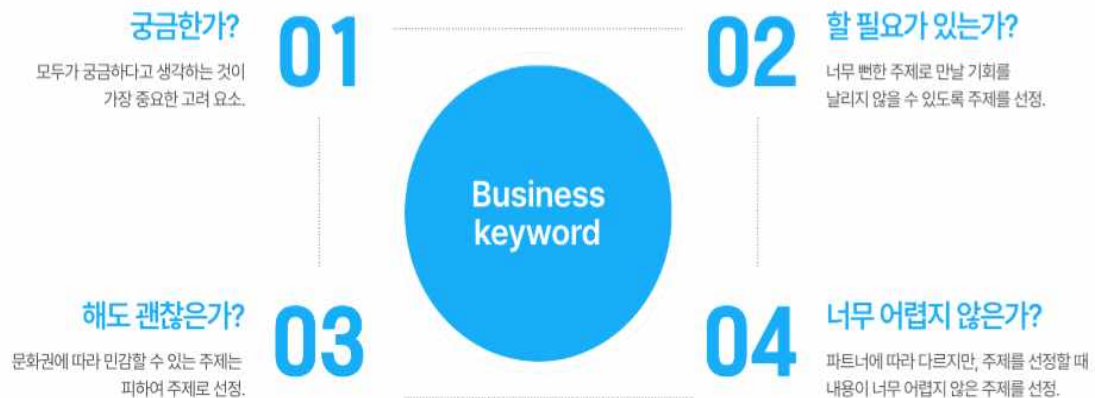 궁금한가?
모두가 궁금하다고 생각하는 것이
가장 중요한 고려 요소.
01
02
할 필요가 있는가?
너무 뻔한 주제로 만날 기회를
날리지 않을 수 있도록 주제를 선정.
Business
keyword
해도 괜찮은가?
문화권에 따라 민감할 수 있는 주제는
피하여 주제로 선정.
03
04
너무 어렵지 않은가?
파트너에 따라 다르지만, 주제를 선정할 때
내용이 너무 어렵지 않은 주제를 선정.